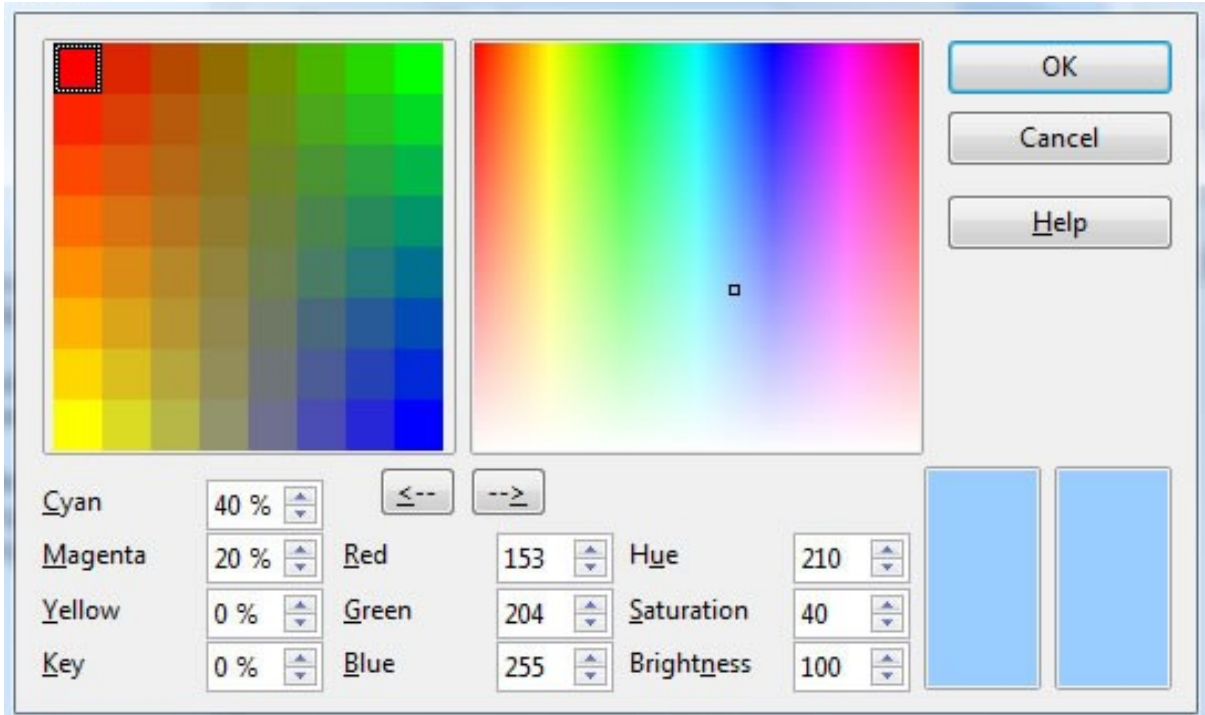 OK
Cancel
Help
<-- -->
Cyan 40 %
Magenta 20 % Red 153 Hue 210
Yellow 0 % Green 204 Saturation 40
Key 0 % Blue 255 Brightness 100